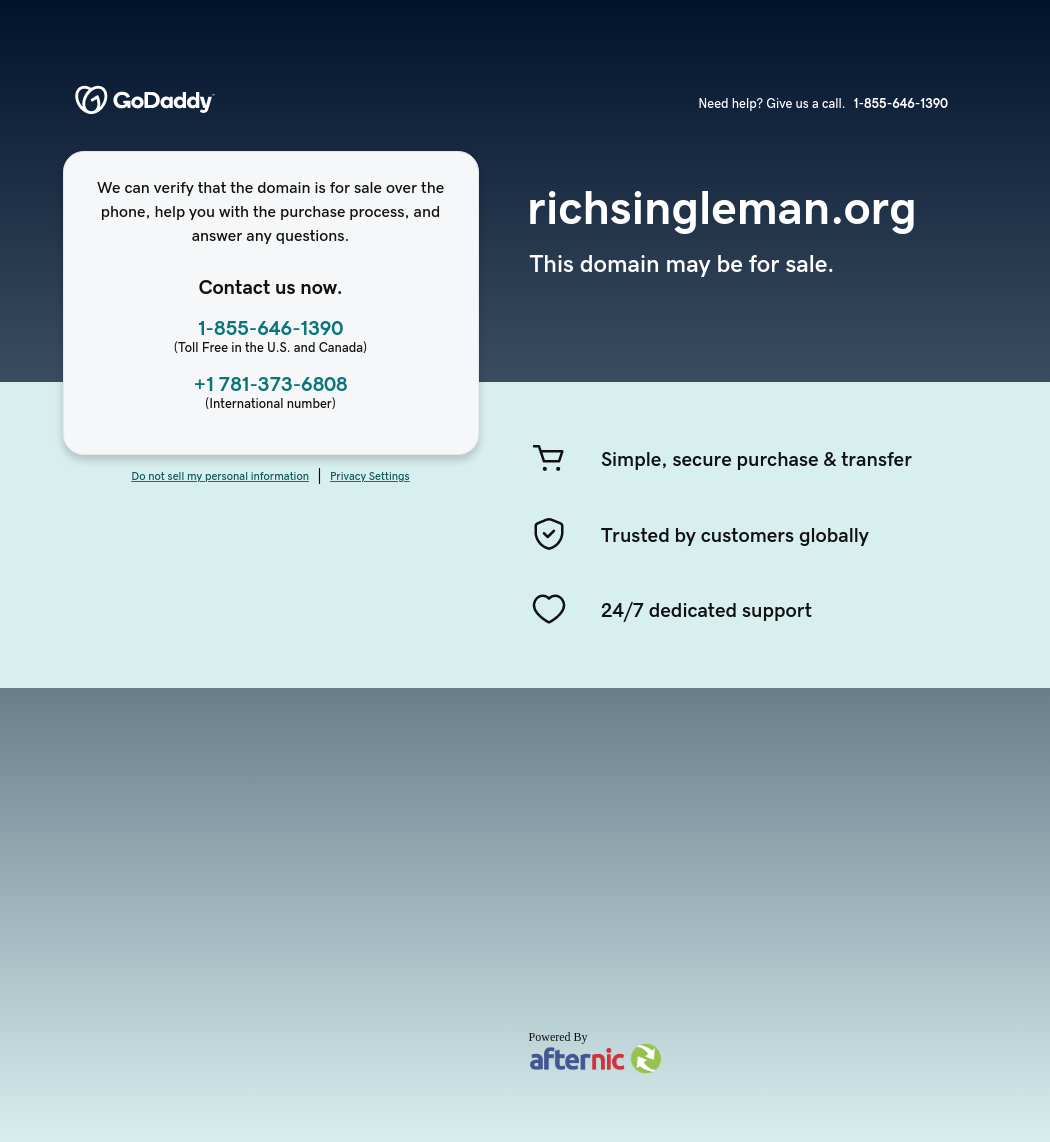 GoDaddy
Need help? Give us a call. 1-855-646-1390
We can verify that the domain is for sale over the
phone, help you with the purchase process, and
answer any questions.
Contact us now.
1-855-646-1390
(Toll Free in the U.S. and Canada)
+1 781-373-6808
(International number)
Do not sell my personal information | Privacy Settings
richsingleman.org
This domain may be for sale.
Simple, secure purchase & transfer
Trusted by customers globally
24/7 dedicated support
Powered By
afternic